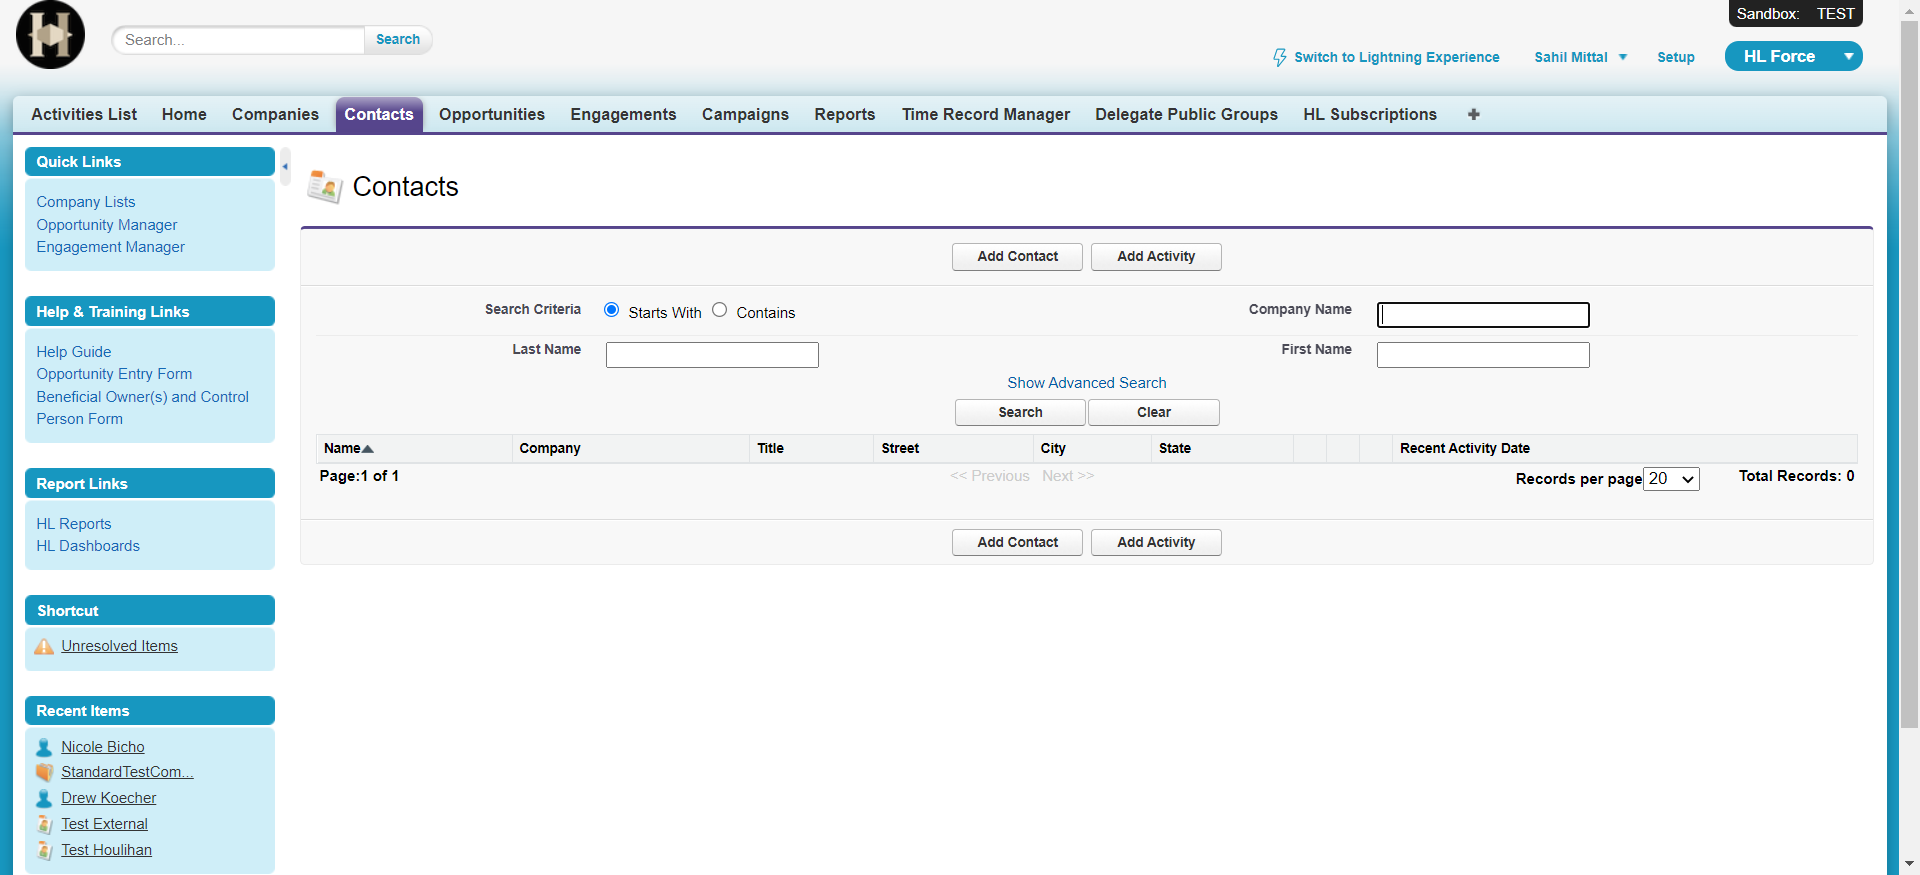 Sandbox: TEST
H
Search...
Search
Switch to Lightning Experience
Sahil Mittal
Setup
HL Force
Activities List Home Companies Contacts Opportunities Engagements Campaigns Reports Time Record Manager Delegate Public Groups HL Subscriptions
Quick Links
Company Lists
Opportunity Manager
Engagement Manager
Help & Training Links
Help Guide
Opportunity Entry Form
Beneficial Owner(s) and Control
Person Form
Report Links
HL Reports
HL Dashboards
Shortcut
Unresolved Items
Recent Items
Nicole Bicho
StandardTestCom...
Drew Koecher
Test External
Test Houlihan
Contacts
Add Contact Add Activity
Search Criteria Starts With Contains Company Name
Last Name First Name
Show Advanced Search
Search Clear
Name Company Title Street City State Recent Activity Date
Page:1 of 1 << Previous Next >> Records per page 20 Total Records: 0
Add Contact Add Activity